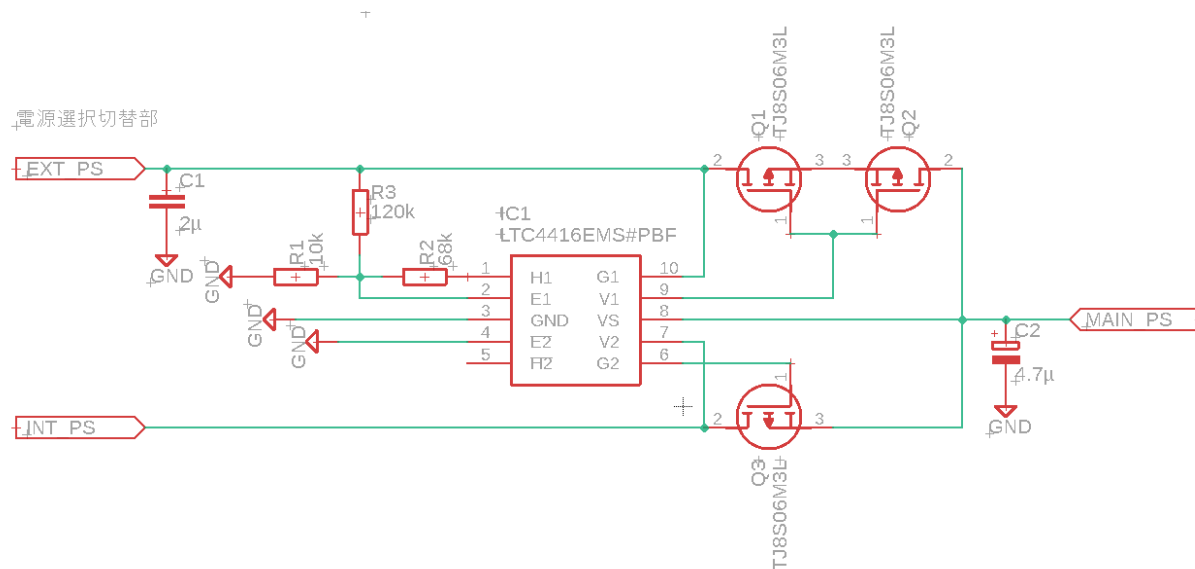 電源選択切替部
EXT_PS
C1
2µ
GND
R3
120k
R1
10k
R2
68k
GND
GND
GND
IC1
LTC4416EMS#PBF
1 H1 G1 10
2 E1 V1 9
3 GND VS 8
4 E2 V2 7
5 H2 G2 6
Q1
TJ8S06M3L
2 3
1
TJ8S06M3L
Q2
3 2
1
MAIN_PS
C2
4.7µ
GND
INT_PS
Q3
TJ8S06M3L
2 3
1